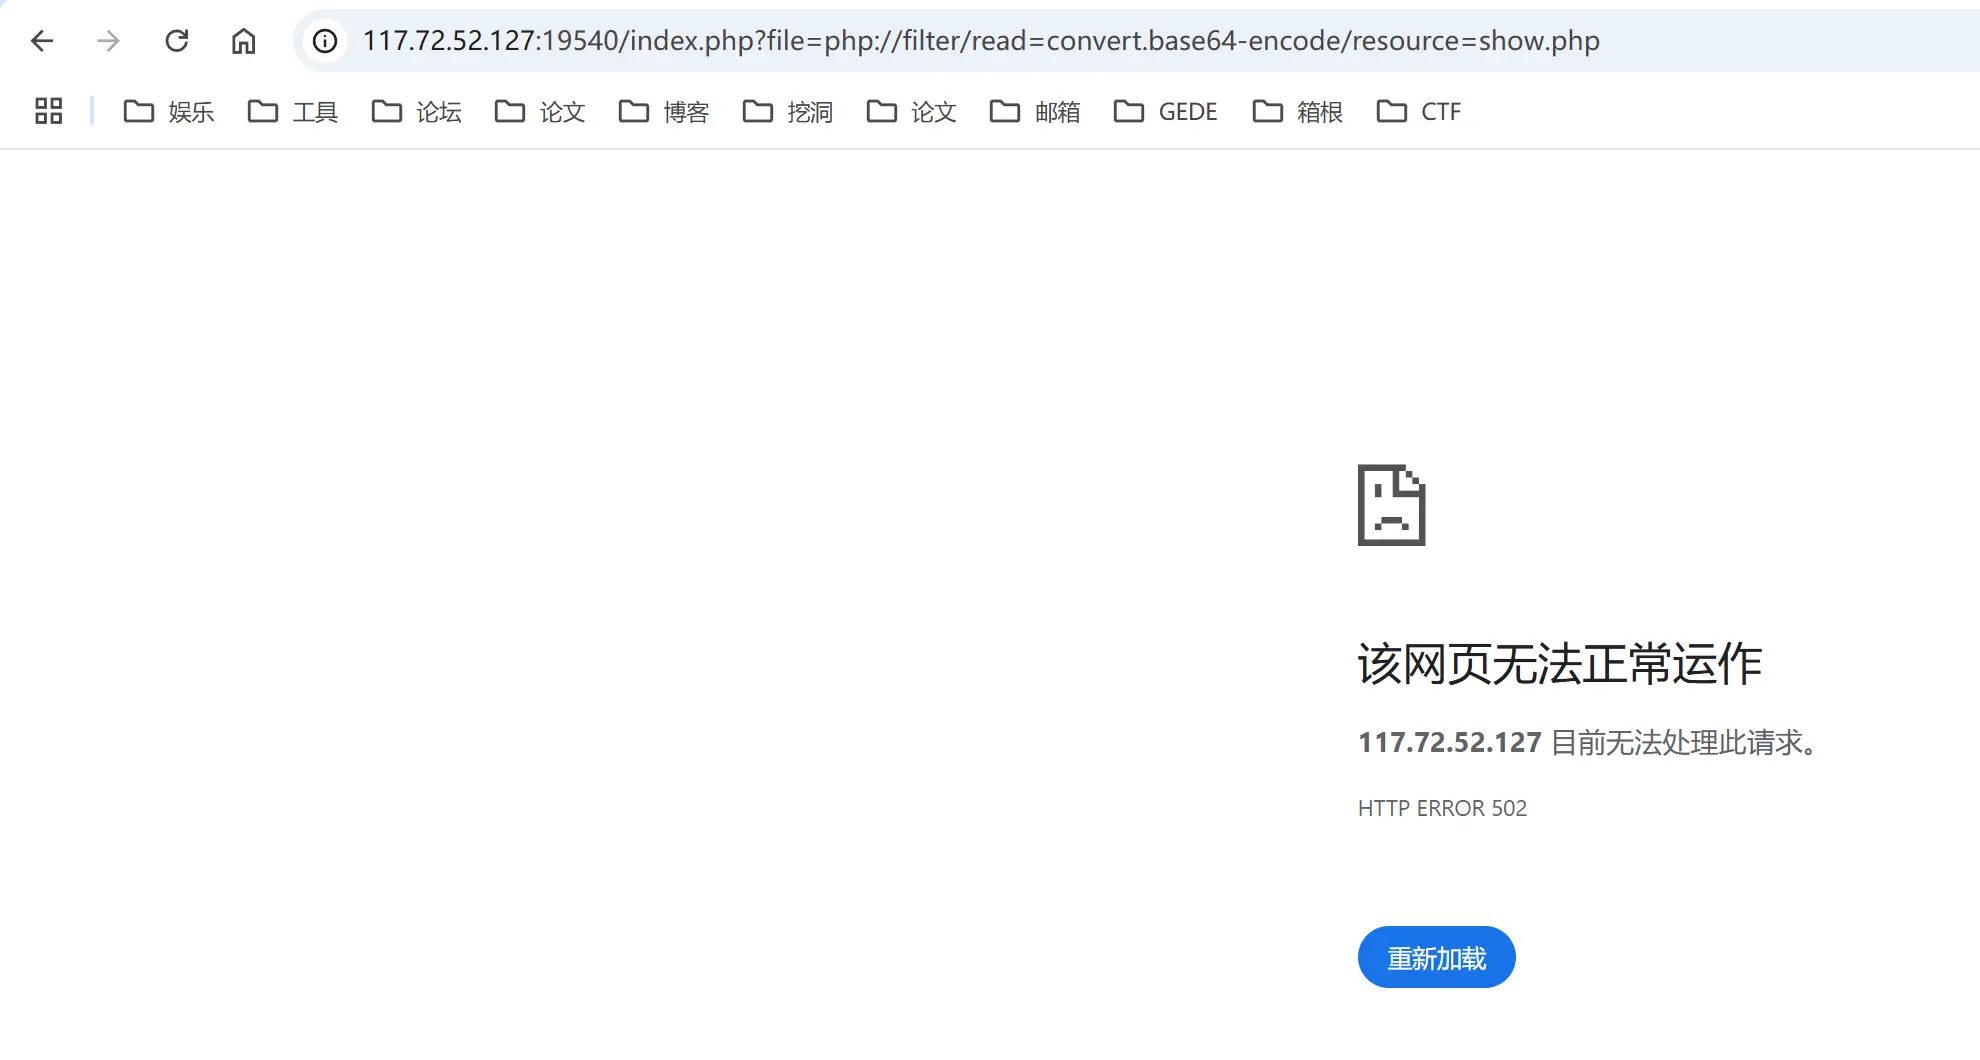 117.72.52.127:19540/index.php?file=php://filter/read=convert.base64-encode/resource=show.php
娱乐 工具 论坛 论文 博客 挖洞 论文 邮箱 GEDE 箱根 CTF
该网页无法正常运作
117.72.52.127 目前无法处理此请求。
HTTP ERROR 502
重新加载